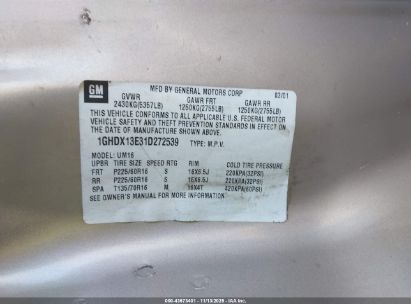 GM
MFD BY GENERAL MOTORS CORP
02/01
GVWR GAWR FRT GAWR RR
2430KG(5357LB) 1250KG(2755LB) 1250KG(2755LB)
THIS VEHICLE CONFORMS TO ALL APPLICABLE U.S. FEDERAL MOTOR
VEHICLE SAFETY AND THEFT PREVENTION STANDARDS IN EFFECT ON
THE DATE OF MANUFACTURE SHOWN ABOVE.
1GHDX13E31D272539 TYPE: M.P.V.
MODEL: UM16
UPBR TIRE SIZE SPEED RTG RIM COLD TIRE PRESSURE
FRT P225/60R16 S 16X6.5J 220KPA(32PSI)
RR P225/60R16 S 16X6.5J 220KPA(32PSI)
SPA T135/70R16 M 16X4T 420KPA(60PSI)
SEE OWNER'S MANUAL FOR MORE INFORMATION